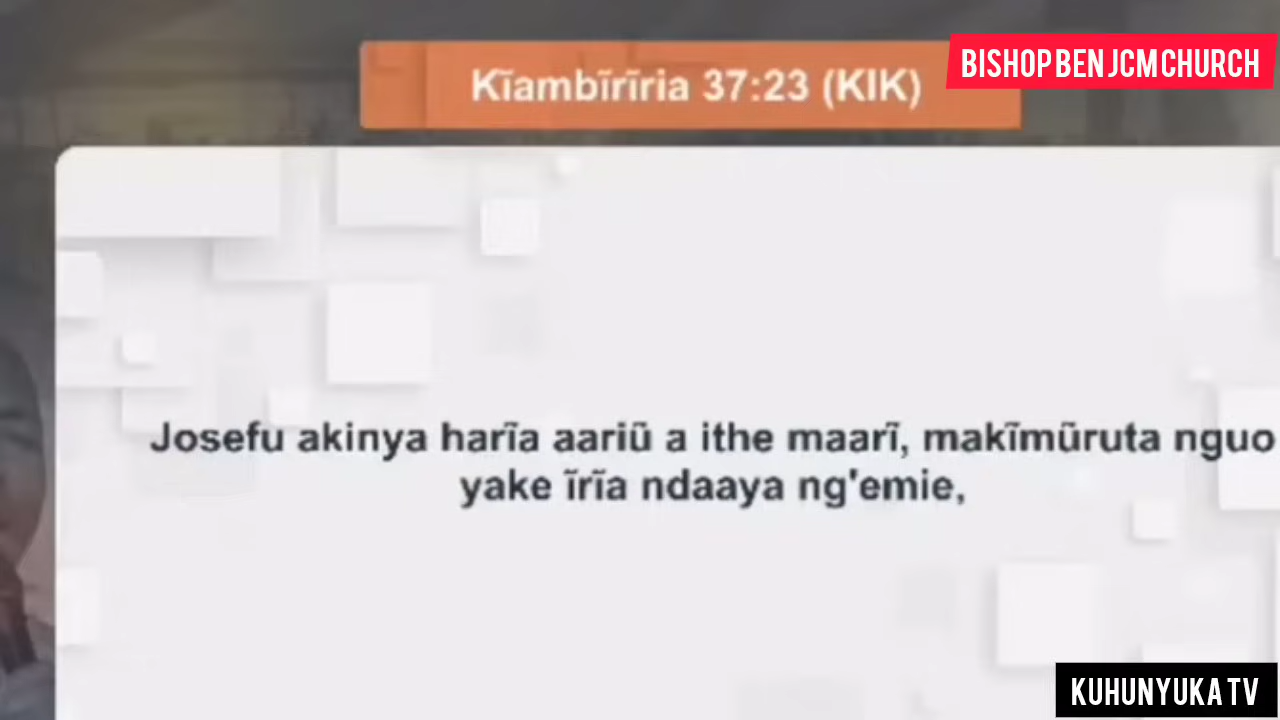 BISHOP BEN JCM CHURCH
Kĩambĩrĩria 37:23 (KIK)
Josefu akinya harĩa aariũ a ithe maarĩ, makĩmũruta nguo
yake ĩrĩa ndaaya ng'emie,
KUHUNYUKA TV